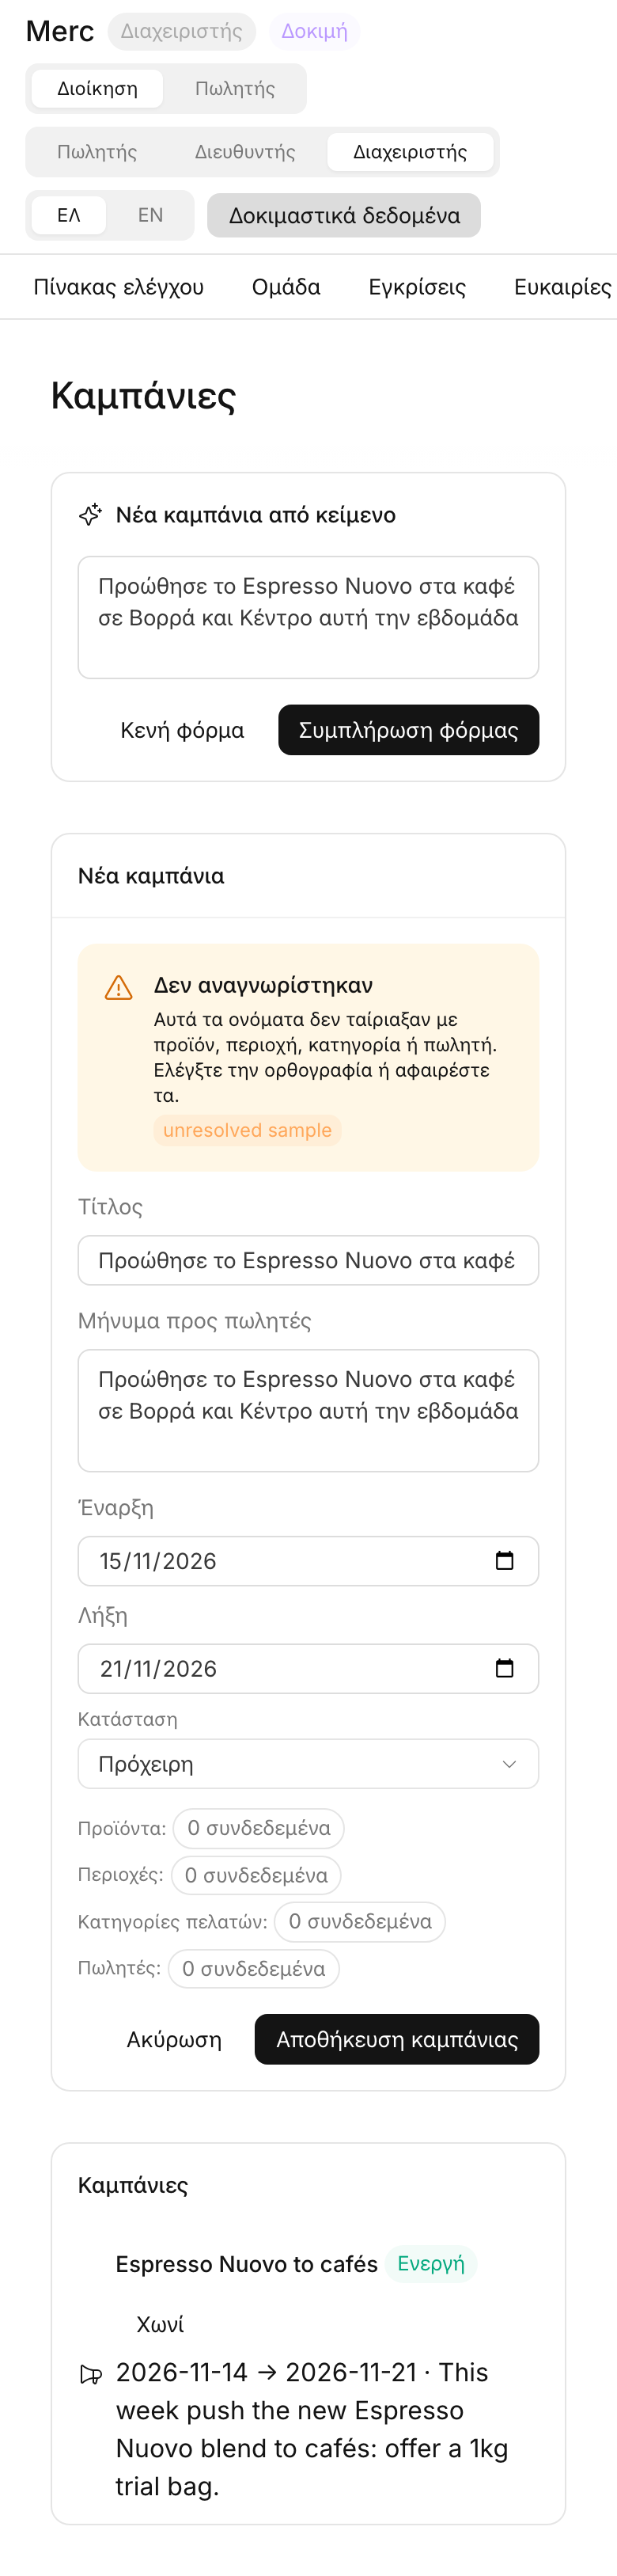 Merc Διαχειριστής Δοκιμή
Διοίκηση Πωλητής
Πωλητής Διευθυντής Διαχειριστής
ΕΛ EN Δοκιμαστικά δεδομένα
Πίνακας ελέγχου Ομάδα Εγκρίσεις Ευκαιρίες
Καμπάνιες
Νέα καμπάνια από κείμενο
Προώθησε το Espresso Nuovo στα καφέ
σε Βορρά και Κέντρο αυτή την εβδομάδα
Κενή φόρμα Συμπλήρωση φόρμας
Νέα καμπάνια
Δεν αναγνωρίστηκαν
Αυτά τα ονόματα δεν ταίριαξαν με
προϊόν, περιοχή, κατηγορία ή πωλητή.
Ελέγξτε την ορθογραφία ή αφαιρέστε
τα.
unresolved sample
Τίτλος
Προώθησε το Espresso Nuovo στα καφέ
Μήνυμα προς πωλητές
Προώθησε το Espresso Nuovo στα καφέ
σε Βορρά και Κέντρο αυτή την εβδομάδα
Έναρξη
15/11/2026
Λήξη
21/11/2026
Κατάσταση
Πρόχειρη
Προϊόντα: 0 συνδεδεμένα
Περιοχές: 0 συνδεδεμένα
Κατηγορίες πελατών: 0 συνδεδεμένα
Πωλητές: 0 συνδεδεμένα
Ακύρωση Αποθήκευση καμπάνιας
Καμπάνιες
Espresso Nuovo to cafés Ενεργή
Χωνί
2026-11-14 → 2026-11-21 · This
week push the new Espresso
Nuovo blend to cafés: offer a 1kg
trial bag.